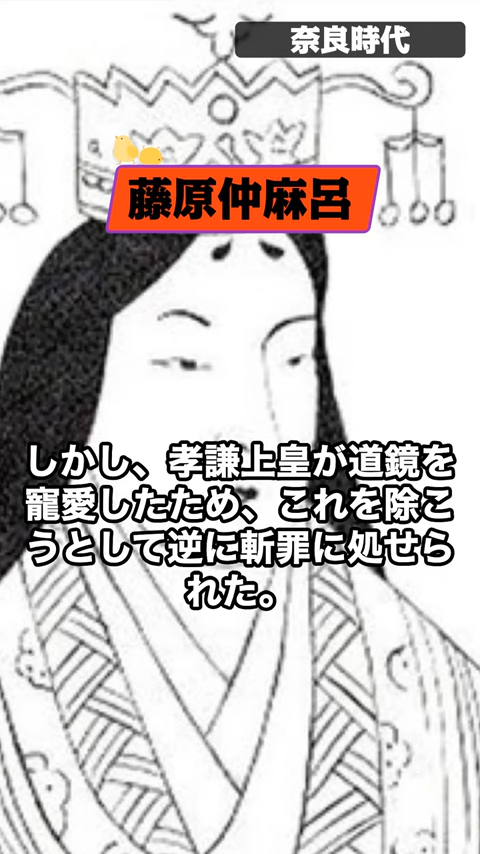 奈良時代
藤原仲麻呂
しかし、孝謙上皇が道鏡を
寵愛したため、これを除こ
うとして逆に斬罪に処せら
れた。